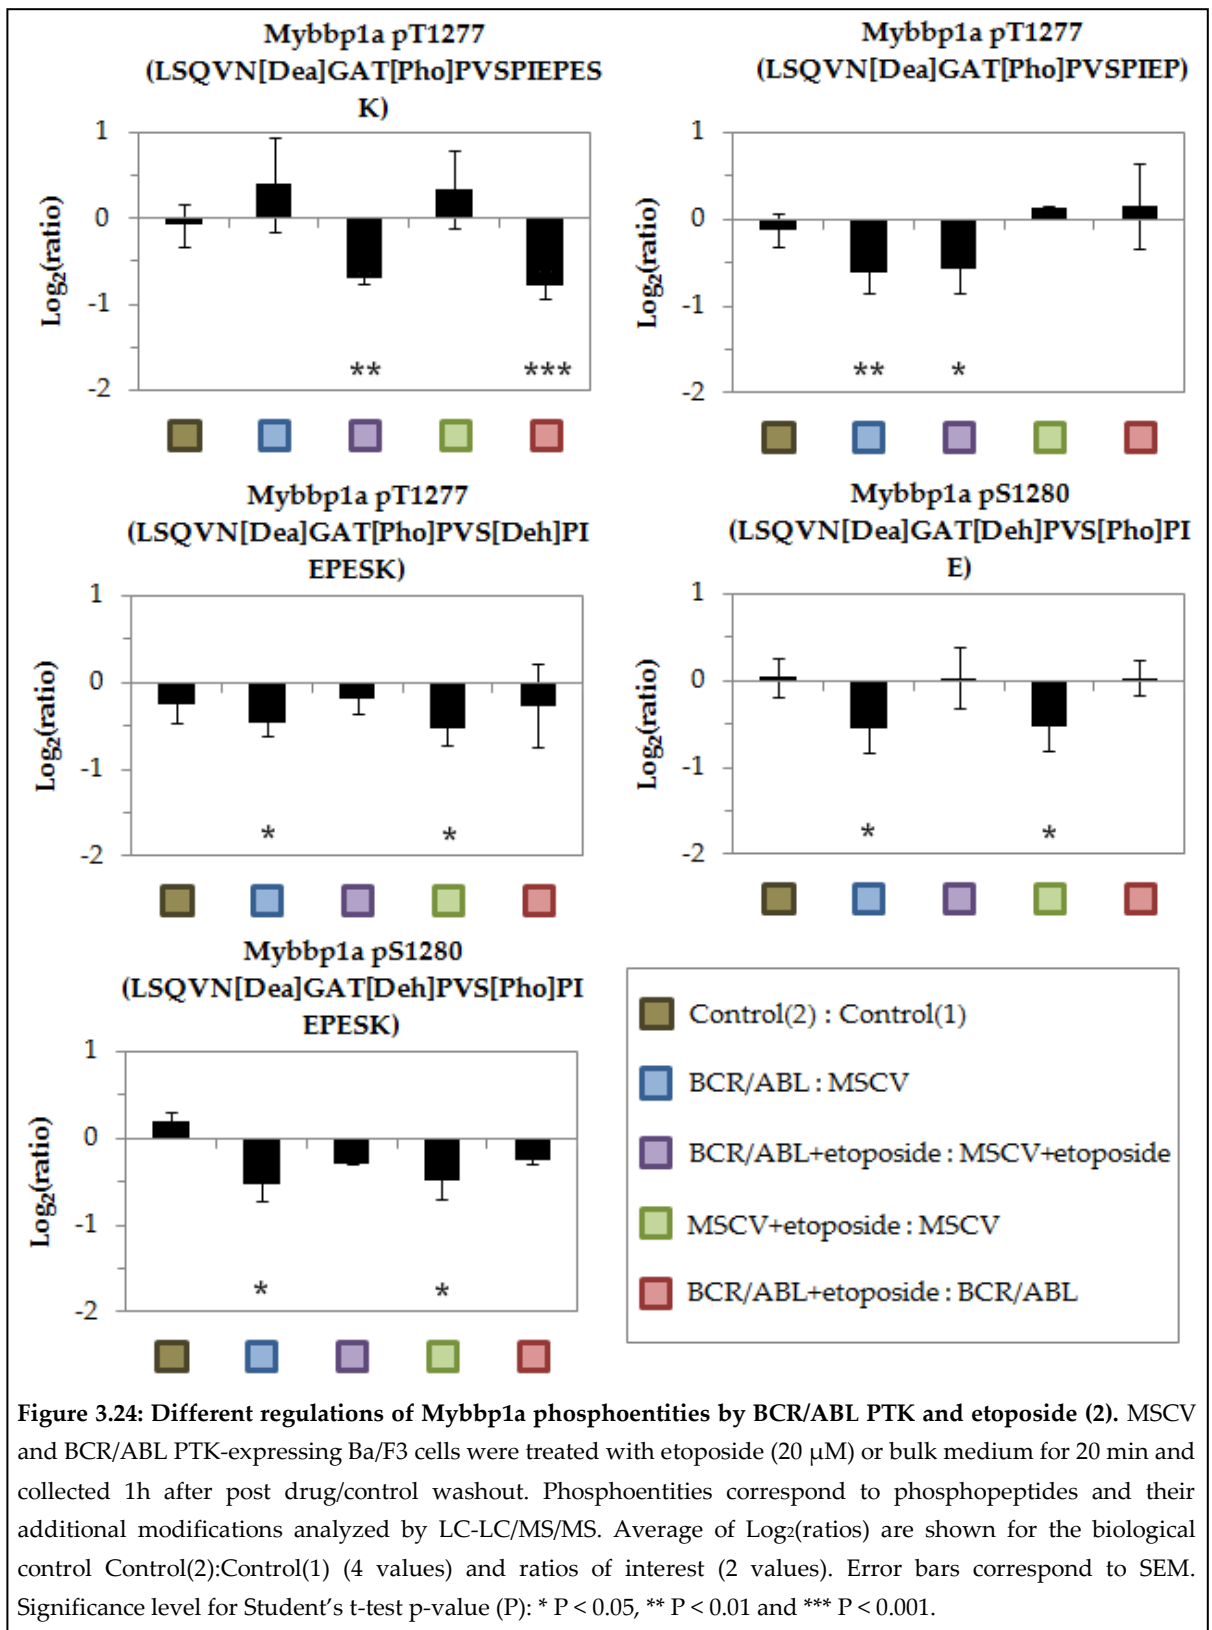 Mybbp1a pT1277
(LSQVN[Dea]GAT[Pho]PVSPIEPES
K)
Log₂(ratio)
1
0
-1
-2
**
***
Mybbp1a pT1277
(LSQVN[Dea]GAT[Pho]PVSPIEP)
Log₂(ratio)
1
0
-1
-2
**
*
Mybbp1a pT1277
(LSQVN[Dea]GAT[Pho]PVS[Deh]PI
EPESK)
Log₂(ratio)
1
0
-1
-2
*
*
Mybbp1a pS1280
(LSQVN[Dea]GAT[Deh]PVS[Pho]PI
E)
Log₂(ratio)
1
0
-1
-2
*
*
Mybbp1a pS1280
(LSQVN[Dea]GAT[Deh]PVS[Pho]PI
EPESK)
Log₂(ratio)
1
0
-1
-2
*
*
Control(2) : Control(1)
BCR/ABL : MSCV
BCR/ABL+etoposide : MSCV+etoposide
MSCV+etoposide : MSCV
BCR/ABL+etoposide : BCR/ABL
Figure 3.24: Different regulations of Mybbp1a phosphoentities by BCR/ABL PTK and etoposide (2). MSCV
and BCR/ABL PTK-expressing Ba/F3 cells were treated with etoposide (20 µM) or bulk medium for 20 min and
collected 1h after post drug/control washout. Phosphoentities correspond to phosphopeptides and their
additional modifications analyzed by LC-LC/MS/MS. Average of Log₂(ratios) are shown for the biological
control Control(2):Control(1) (4 values) and ratios of interest (2 values). Error bars correspond to SEM.
Significance level for Student's t-test p-value (P): * P < 0.05, ** P < 0.01 and *** P < 0.001.